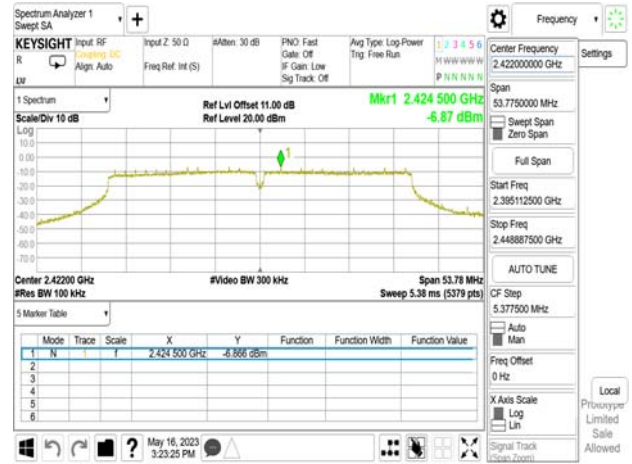 Spectrum Analyzer 1
Swept SA
+
Frequency
KEYSIGHT
R
LV
Input: RF
Coupling: DC
Align: Auto
Input Z: 50 Ω
Freq Ref: Int (S)
#Atten: 30 dB
PNO: Fast
Gate: Off
IF Gain: Low
Sig Track: Off
Avg Type: Log-Power
Trig: Free Run
1 2 3 4 5 6
M W W W W W
P N N N N N
1 Spectrum
Scale/Div 10 dB
Log
Ref Lvl Offset 11.00 dB
Ref Level 20.00 dBm
Mkr1 2.424 500 GHz
-6.87 dBm
1
10.0
0.00
-10.0
-20.0
-30.0
-40.0
-50.0
-60.0
-70.0
Center 2.42200 GHz
#Res BW 100 kHz
#Video BW 300 kHz
Span 53.78 MHz
Sweep 5.38 ms (5379 pts)
5 Marker Table
Mode Trace Scale X Y Function Function Width Function Value
1 N 1 f 2.424 500 GHz -6.866 dBm
2
3
4
5
6
May 16, 2023
3:23:25 PM
?
Center Frequency
2.422000000 GHz
Settings
Span
53.7750000 MHz
Swept Span
Zero Span
Full Span
Start Freq
2.395112500 GHz
Stop Freq
2.448887500 GHz
AUTO TUNE
CF Step
5.377500 MHz
Auto
Man
Freq Offset
0 Hz
X Axis Scale
Log
Lin
Signal Track
(Span Zoom)
Local
Prototype
Limited
Sale
Allowed